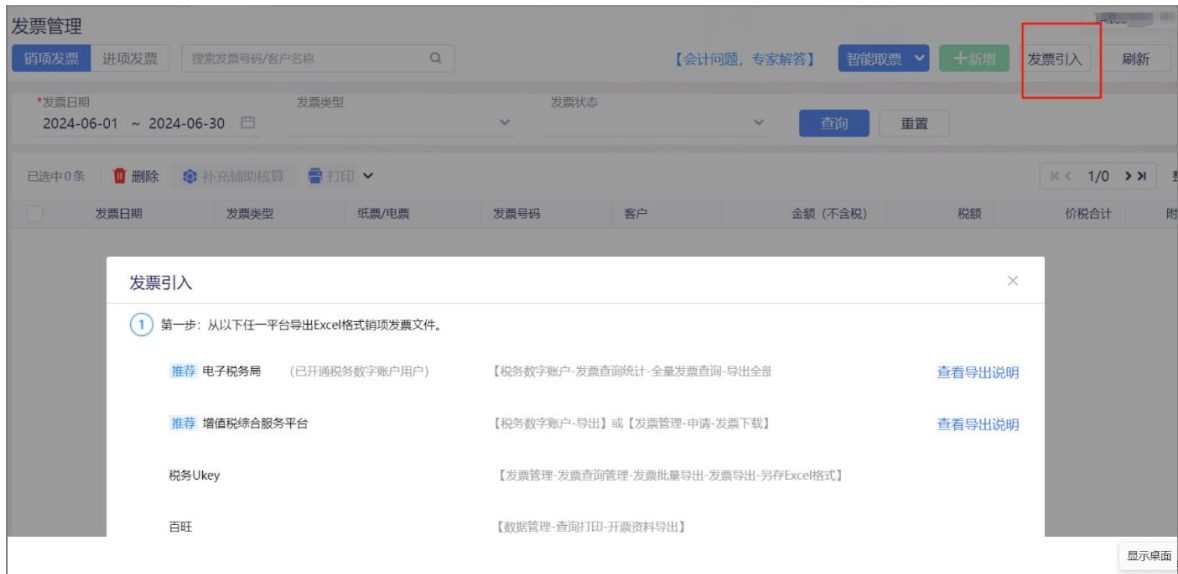 发票管理
销项发票 进项发票 搜索发票号码/客户名称 【会计问题，专家解答】 智能取票 +新增 发票引入 刷新
*发票日期 发票类型 发票状态
2024-06-01 ~ 2024-06-30 查询 重置
已选中0条 删除 补充辅助核算 打印 1/0
发票日期 发票类型 纸票/电票 发票号码 客户 金额（不含税） 税额 价税合计 附
发票引入
1 第一步：从以下任一平台导出Excel格式销项发票文件。
推荐 电子税务局 （已开通税务数字账户用户） 【税务数字账户-发票查询统计-全量发票查询-导出全部 查看导出说明
推荐 增值税综合服务平台 【税务数字账户-导出】或【发票管理-申请-发票下载】 查看导出说明
税务Ukey 【发票管理-发票查询管理-发票批量导出-发票导出-另存Excel格式】
百旺 【数据管理-查询打印-开票资料导出】
显示桌面